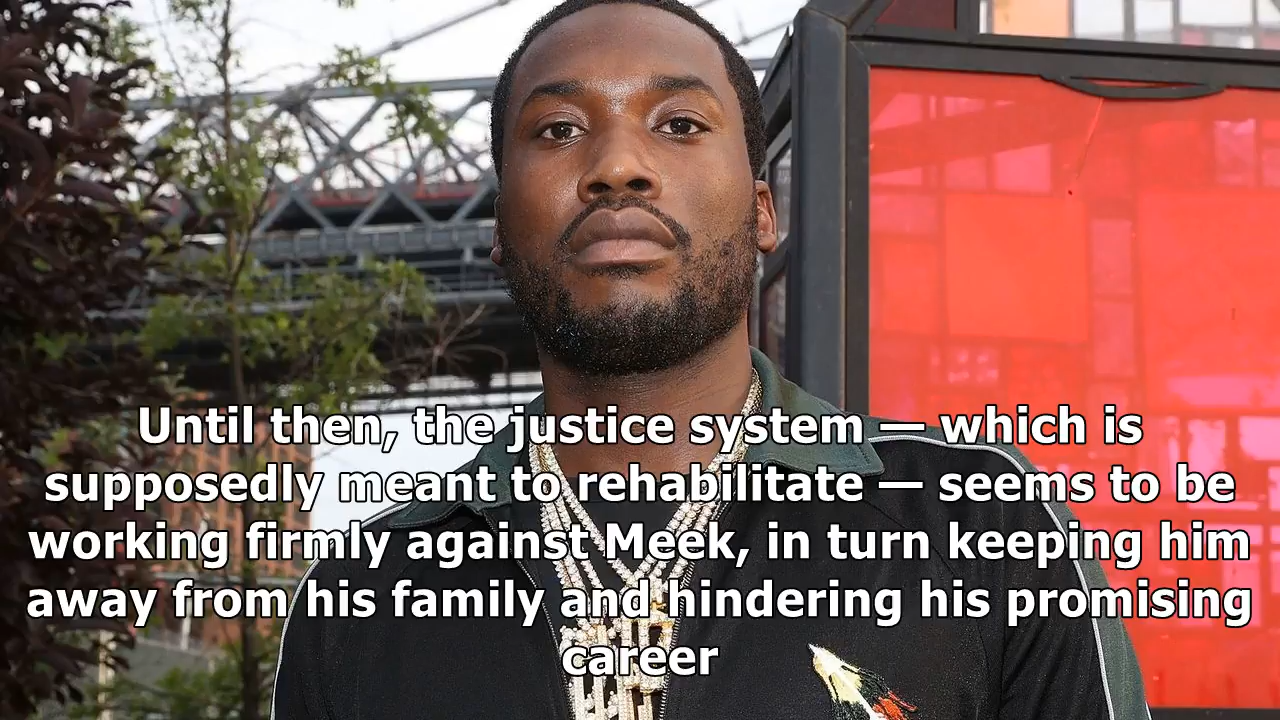 Until then, the justice system — which is
supposedly meant to rehabilitate — seems to be
working firmly against Meek, in turn keeping him
away from his family and hindering his promising
career